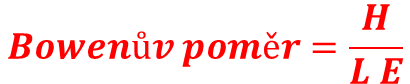 Bowenův poměr = H / L E